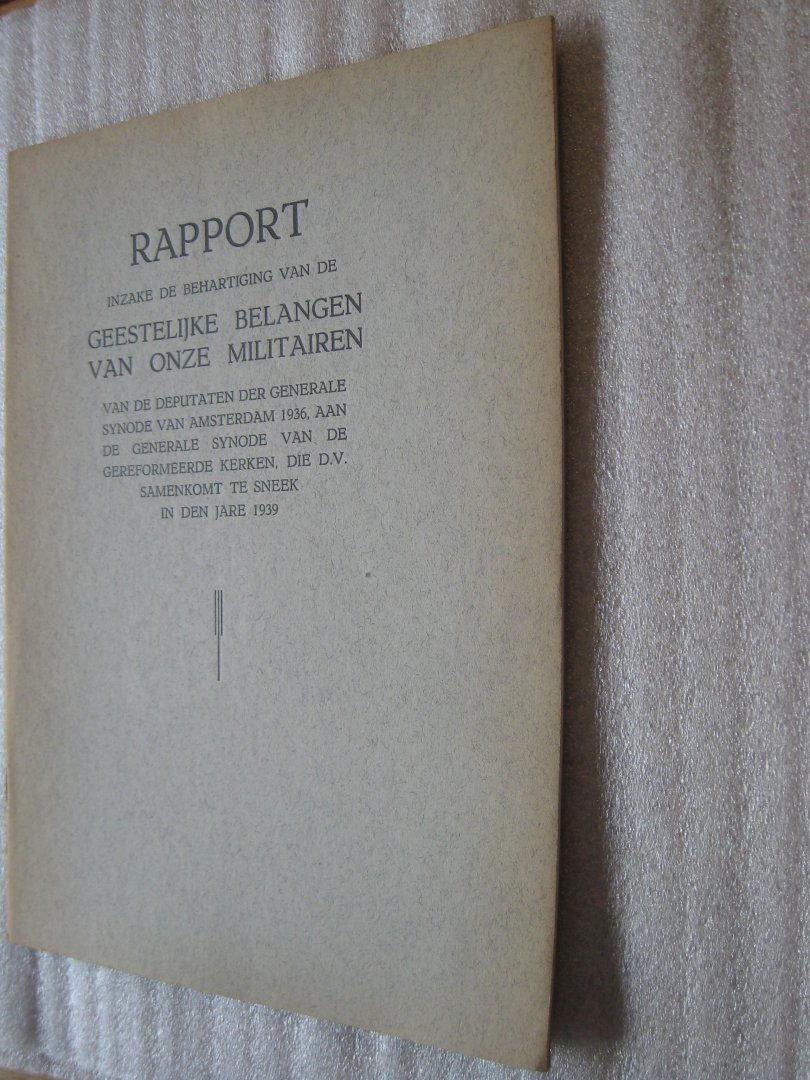 RAPPORT
INZAKE DE BEHARTIGING VAN DE
GEESTELIJKE BELANGEN
VAN ONZE MILITAIREN
VAN DE DEPUTATEN DER GENERALE
SYNODE VAN AMSTERDAM 1936, AAN
DE GENERALE SYNODE VAN DE
GEREFORMEERDE KERKEN, DIE D.V.
SAMENKOMT TE SNEEK
IN DEN JARE 1939